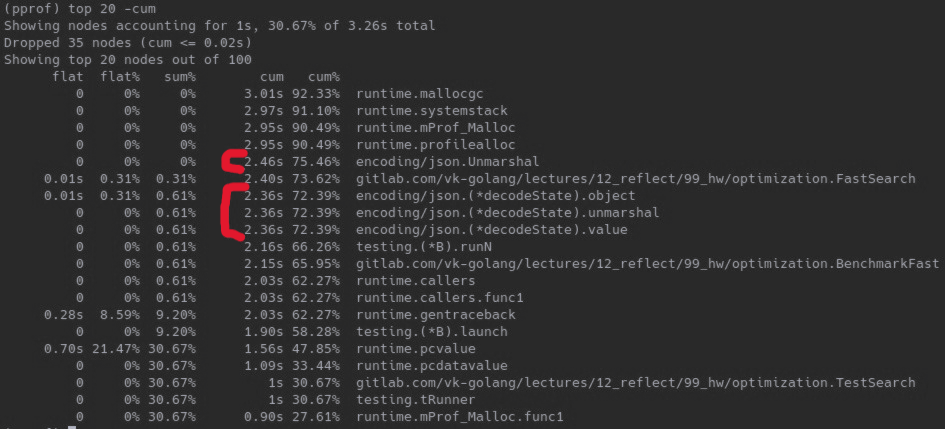 (pprof) top 20 -cum
Showing nodes accounting for 1s, 30.67% of 3.26s total
Dropped 35 nodes (cum <= 0.02s)
Showing top 20 nodes out of 100
flat flat% sum% cum cum%
0 0% 0% 3.01s 92.33% runtime.mallocgc
0 0% 0% 2.97s 91.10% runtime.systemstack
0 0% 0% 2.95s 90.49% runtime.mProf_Malloc
0 0% 0% 2.95s 90.49% runtime.profilealloc
0 0% 0% 2.46s 75.46% encoding/json.Unmarshal
0.01s 0.31% 0.31% 2.40s 73.62% gitlab.com/vk-golang/lectures/12_reflect/99_hw/optimization.FastSearch
0.01s 0.31% 0.61% 2.36s 72.39% encoding/json.(*decodeState).object
0 0% 0.61% 2.36s 72.39% encoding/json.(*decodeState).unmarshal
0 0% 0.61% 2.36s 72.39% encoding/json.(*decodeState).value
0 0% 0.61% 2.16s 66.26% testing.(*B).runN
0 0% 0.61% 2.15s 65.95% gitlab.com/vk-golang/lectures/12_reflect/99_hw/optimization.BenchmarkFast
0 0% 0.61% 2.03s 62.27% runtime.callers
0 0% 0.61% 2.03s 62.27% runtime.callers.func1
0.28s 8.59% 9.20% 2.03s 62.27% runtime.gentraceback
0 0% 9.20% 1.90s 58.28% testing.(*B).launch
0.70s 21.47% 30.67% 1.56s 47.85% runtime.pcvalue
0 0% 30.67% 1.09s 33.44% runtime.pcdatavalue
0 0% 30.67% 1s 30.67% gitlab.com/vk-golang/lectures/12_reflect/99_hw/optimization.TestSearch
0 0% 30.67% 1s 30.67% testing.tRunner
0 0% 30.67% 0.90s 27.61% runtime.mProf_Malloc.func1